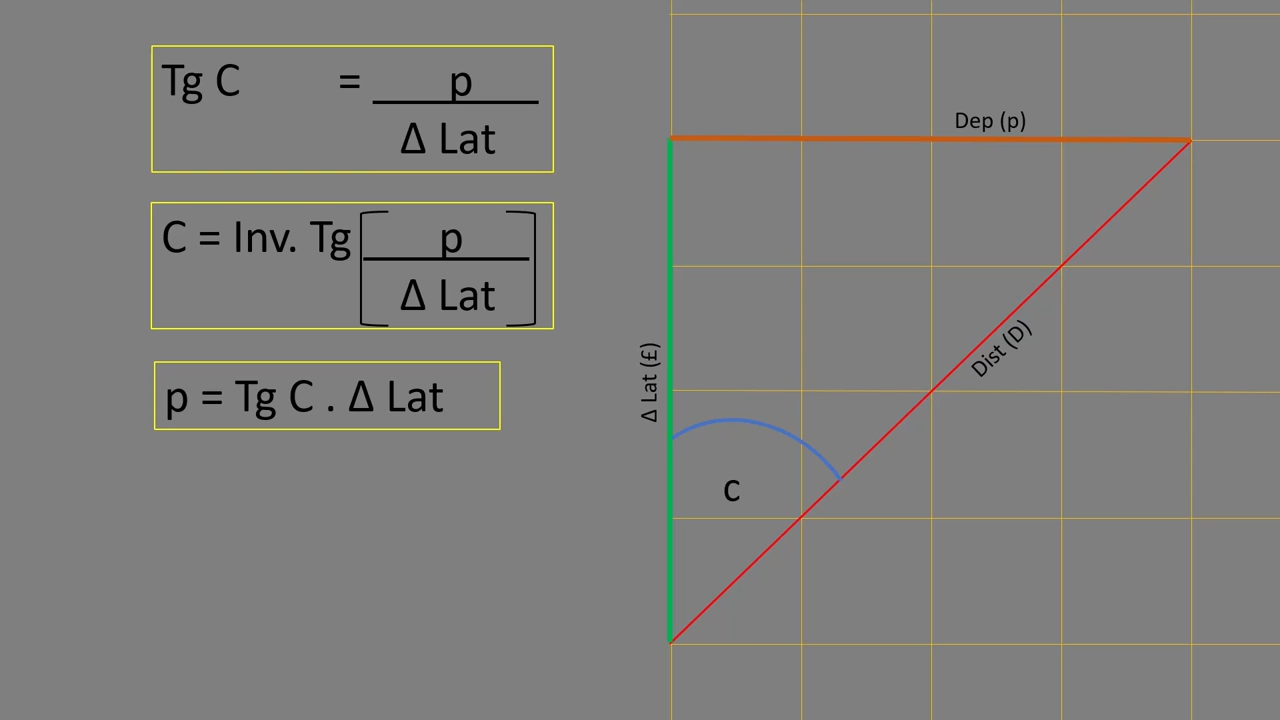 Tg C = p
Δ Lat
C = Inv. Tg [ p
Δ Lat ]
p = Tg C . Δ Lat
Dep (p)
Δ Lat (£)
Dist (D)
C